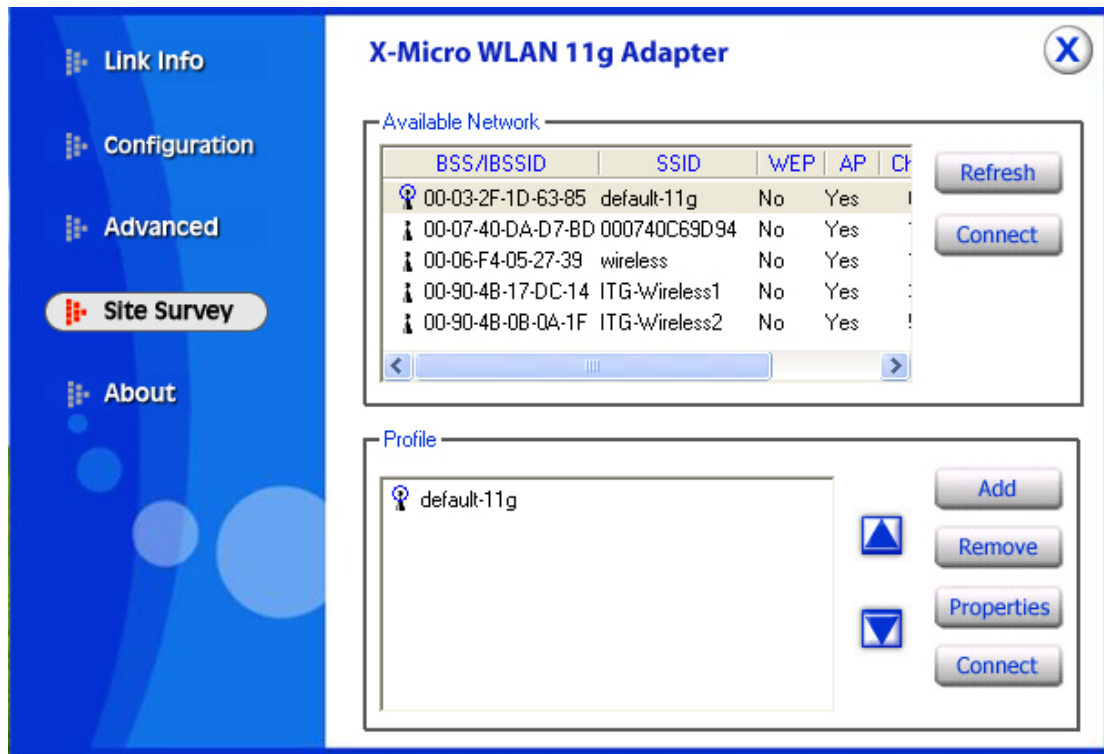 Link Info
Configuration
Advanced
Site Survey
About
X-Micro WLAN 11g Adapter
X
Available Network
BSS/IBSSID SSID WEP AP
00-03-2F-1D-63-85 default-11g No Yes
00-07-40-DA-D7-BD 000740C69D94 No Yes
00-06-F4-05-27-39 wireless No Yes
00-90-4B-17-DC-14 ITG-Wireless1 No Yes
00-90-4B-0B-0A-1F ITG-Wireless2 No Yes
Refresh
Connect
Profile
default-11g
Add
Remove
Properties
Connect